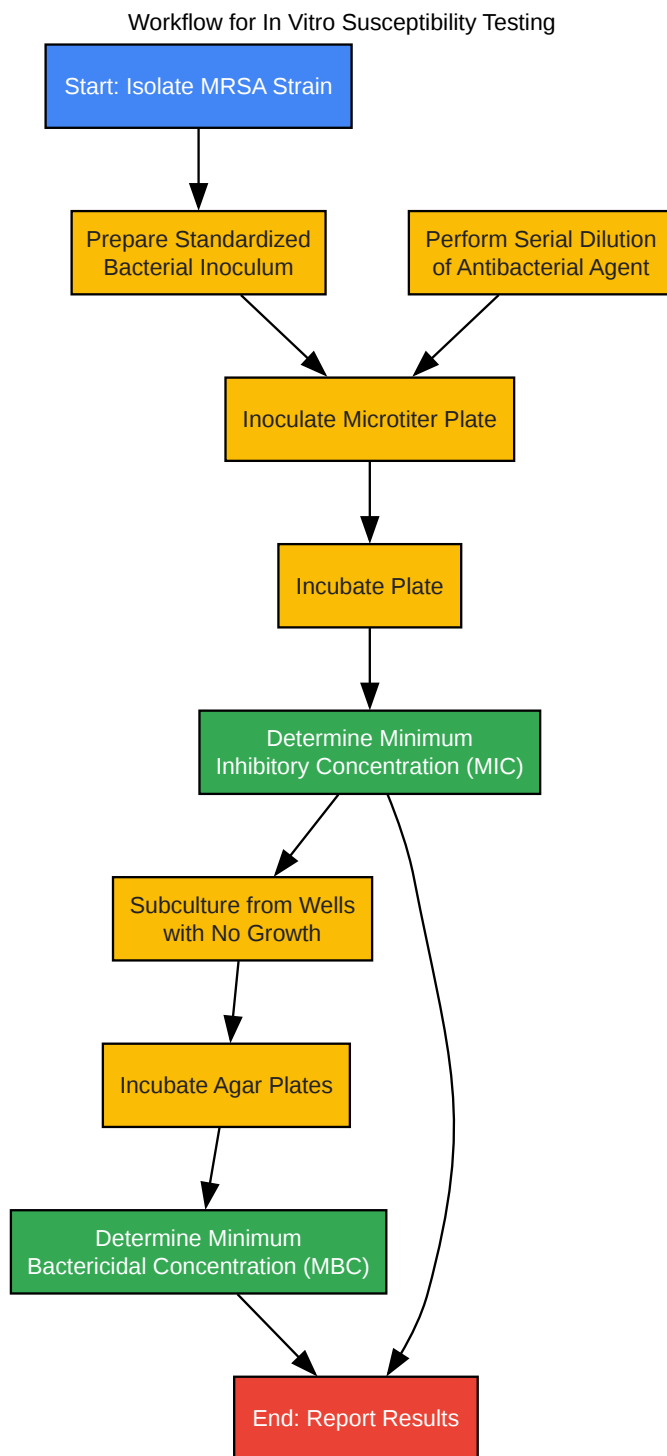 Workflow for In Vitro Susceptibility Testing
Start: Isolate MRSA Strain
Prepare Standardized
Bacterial Inoculum
Perform Serial Dilution
of Antibacterial Agent
Inoculate Microtiter Plate
Incubate Plate
Determine Minimum
Inhibitory Concentration (MIC)
Subculture from Wells
with No Growth
Incubate Agar Plates
Determine Minimum
Bactericidal Concentration (MBC)
End: Report Results